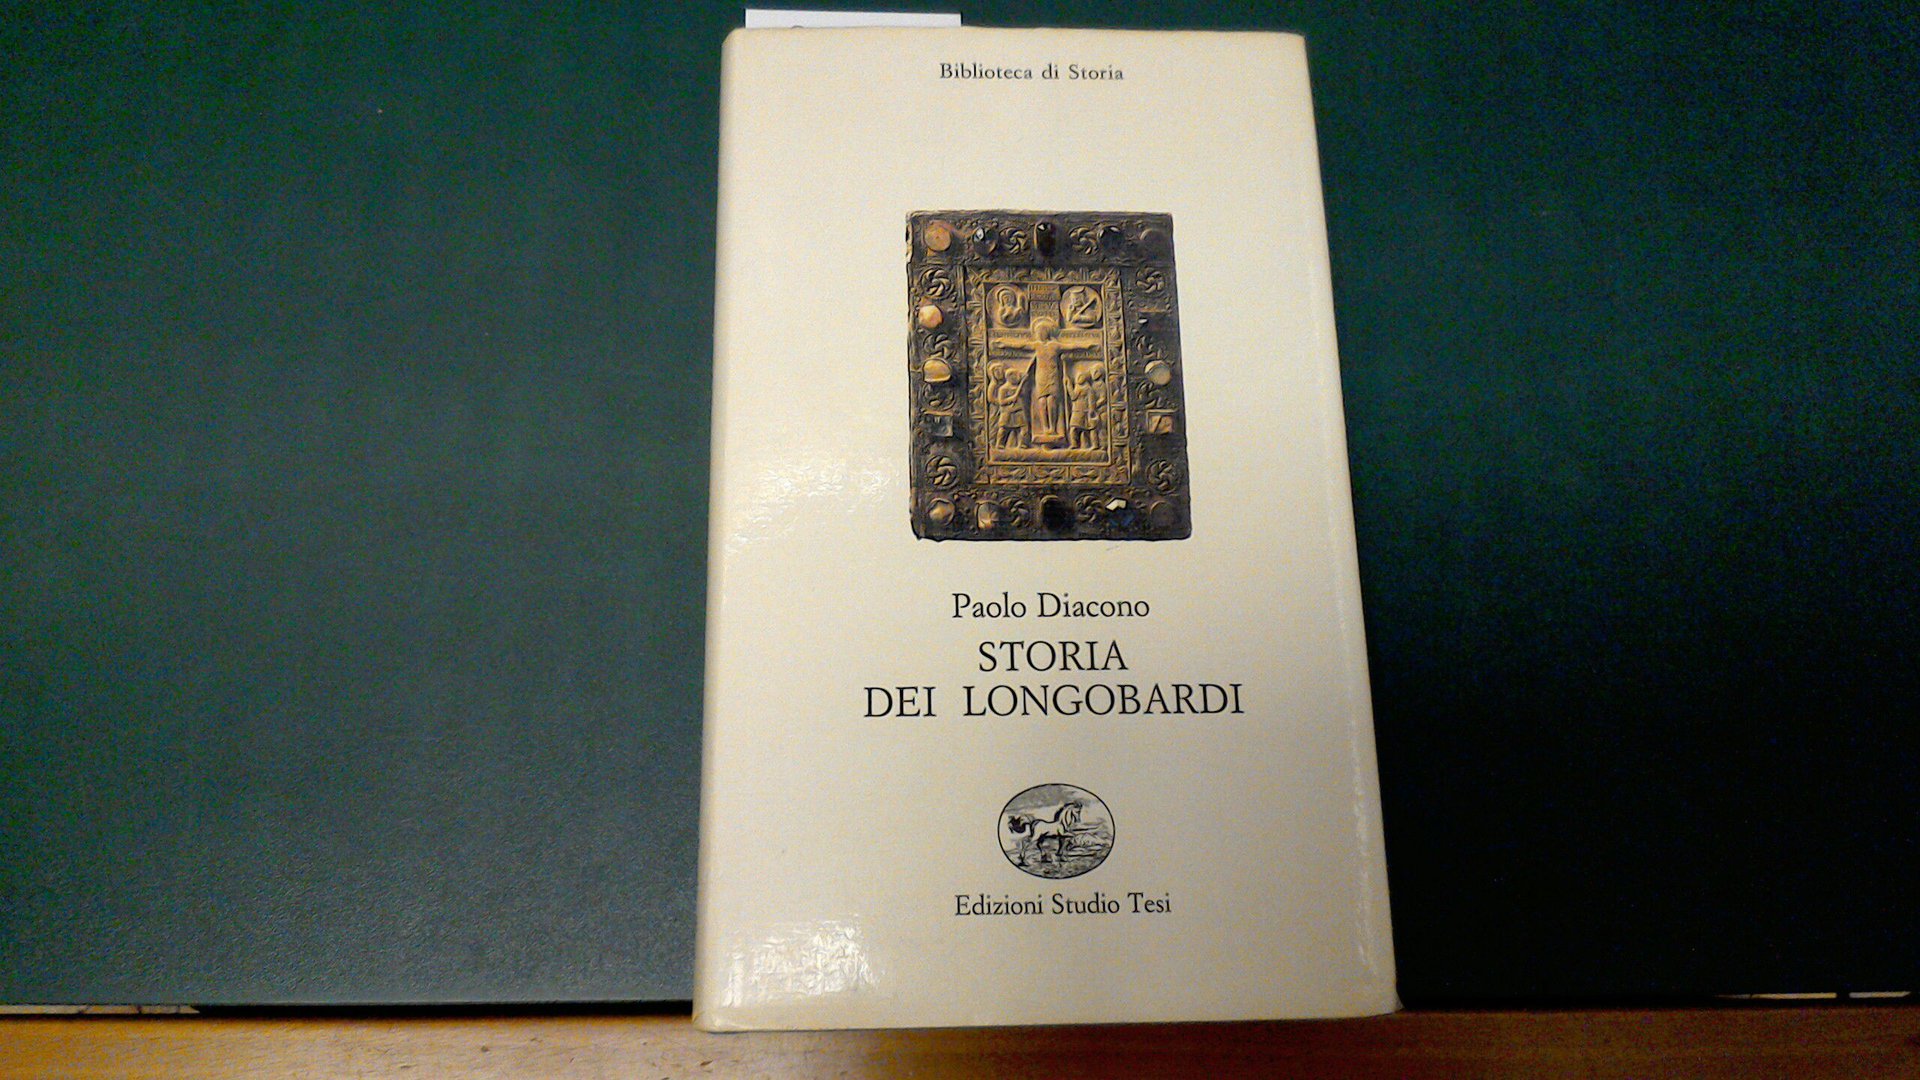 Biblioteca di Storia
Paolo Diacono
STORIA
DEI LONGOBARDI
Edizioni Studio Tesi